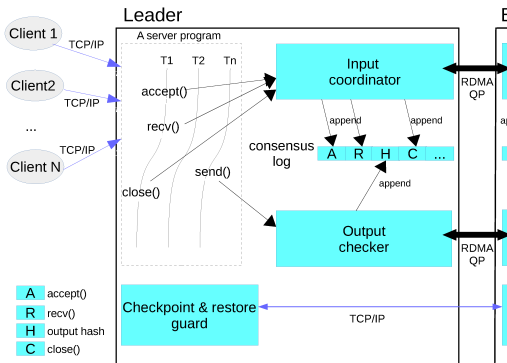 Leader
A server program
Client 1
TCP/IP
T1 T2 Tn
Input
coordinator
Client2
TCP/IP
accept()
RDMA
QP
...
recv()
append
append
TCP/IP
consensus
log
A R H C ...
Client N
close()
send()
append
Output
checker
RDMA
QP
A accept()
R recv()
H output hash
C close()
Checkpoint & restore
guard
TCP/IP